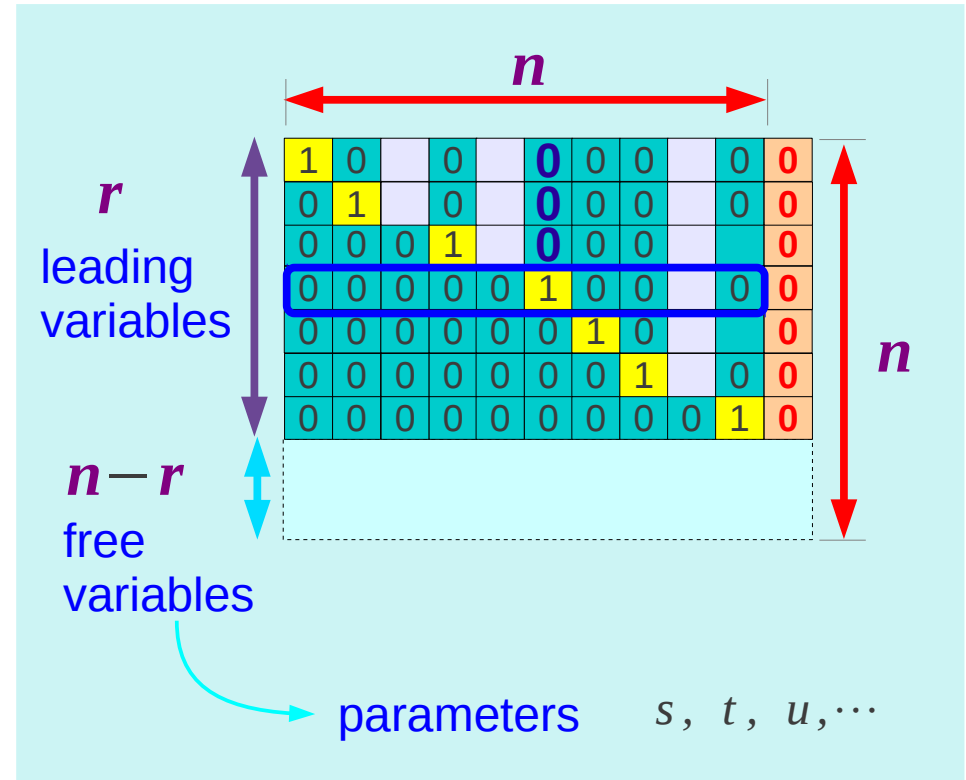 n
1 0 0 0 0 0 0 0
r
0 1 0 0 0 0 0 0
leading
0 0 0 1 0 0 0 0
variables
0 0 0 0 0 1 0 0 0 0
0 0 0 0 0 0 1 0 0
n
0 0 0 0 0 0 0 1 0 0
0 0 0 0 0 0 0 0 0 1 0
n — r
free
variables
parameters s, t, u,⋯